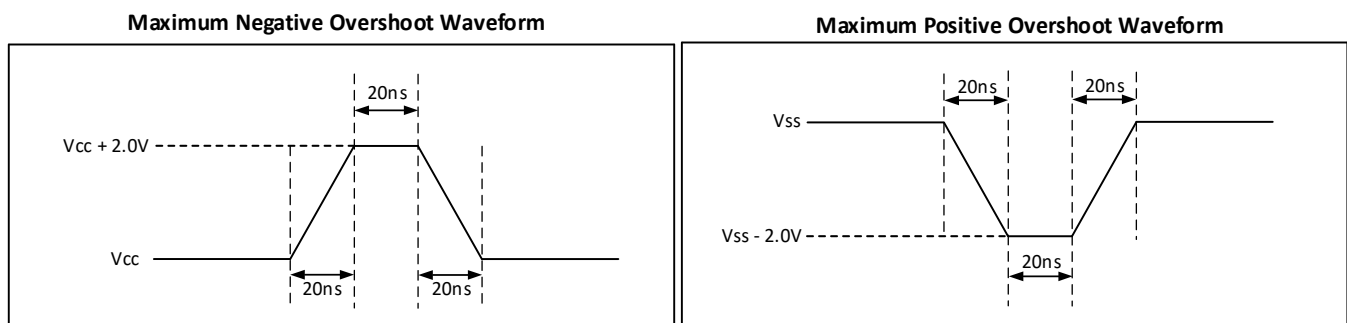 Maximum Negative Overshoot Waveform
20ns
Vcc + 2.0V
Vcc
20ns 20ns
Maximum Positive Overshoot Waveform
20ns 20ns
Vss
Vss - 2.0V
20ns